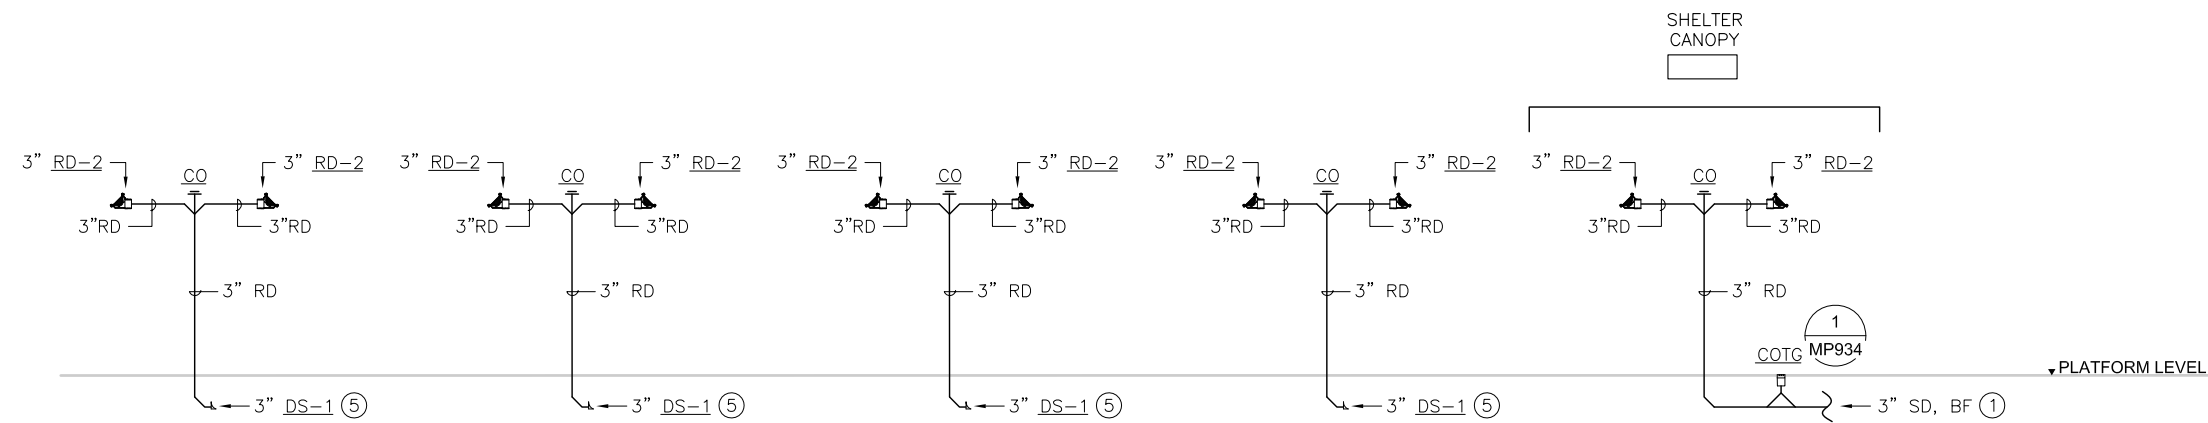 SHELTER
CANOPY
3” RD-2
3” RD-2
3” RD-2
3” RD-2
3” RD-2
3” RD-2
3” RD-2
3” RD-2
3” RD-2
3” RD-2
CO
CO
CO
CO
CO
3”RD
3”RD
3”RD
3”RD
3”RD
3”RD
3”RD
3”RD
3”RD
3”RD
3” RD
3” RD
3” RD
3” RD
3” RD
1
MP934
COTG
PLATFORM LEVEL
3” DS-1 5
3” DS-1 5
3” DS-1 5
3” DS-1 5
3” SD, BF 1